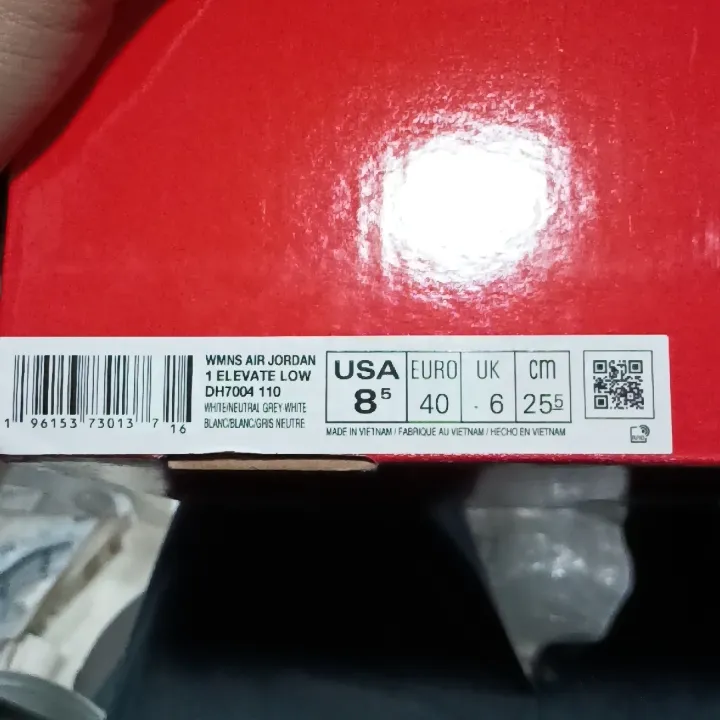 WMNS AIR JORDAN
1 ELEVATE LOW
DH7004 110
WHITE/NEUTRAL GREY-WHITE
BLANC/BLANC/GRIS NEUTRE
1 96153 73013 7 16
USA
8⁵
EURO
40
UK
6
cm
25⁵
MADE IN VIETNAM / FABRIQUE AU VIETNAM / HECHO EN VIETNAM